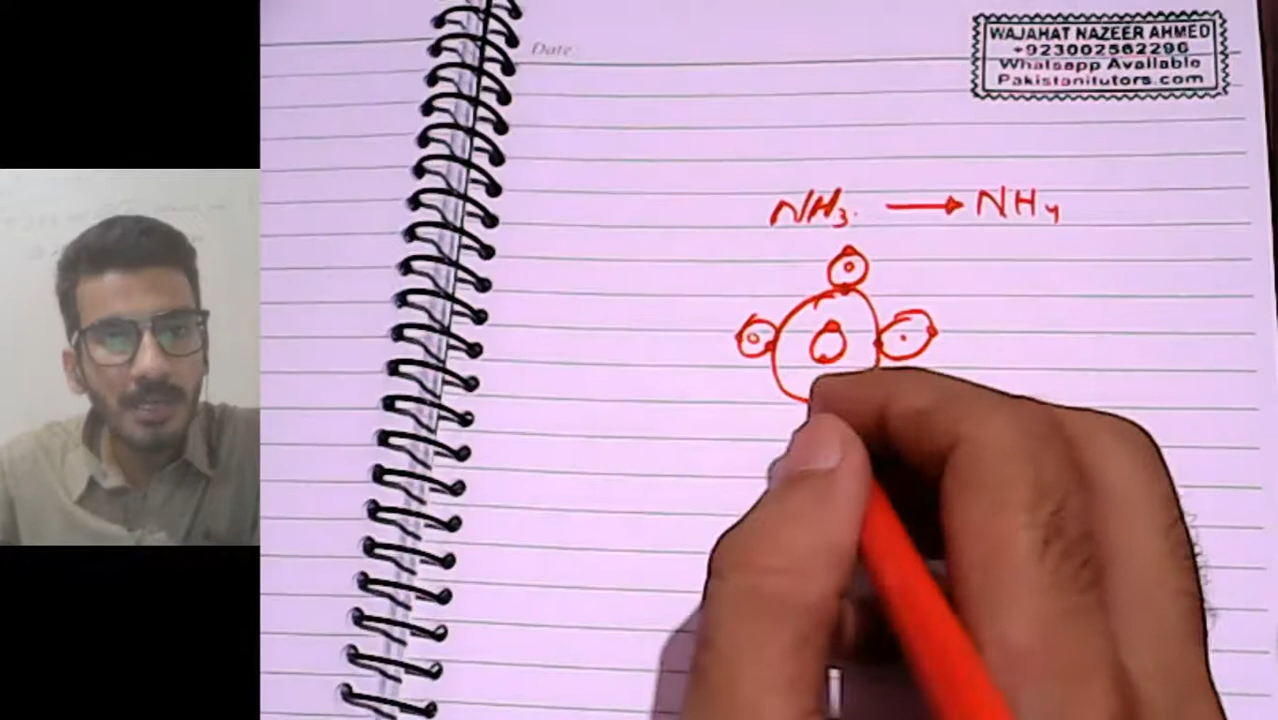 Date:
WAJAHAT NAZEER AHMED
+923002562296
Whatsapp Available
Pakistanitutors.com
NH₃. → NH₄